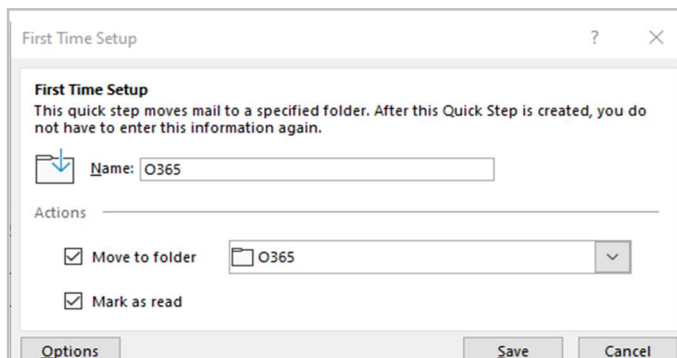 First Time Setup
First Time Setup
This quick step moves mail to a specified folder. After this Quick Step is created, you do
not have to enter this information again.
Name: O365
Actions
Move to folder O365
Mark as read
Options Save Cancel